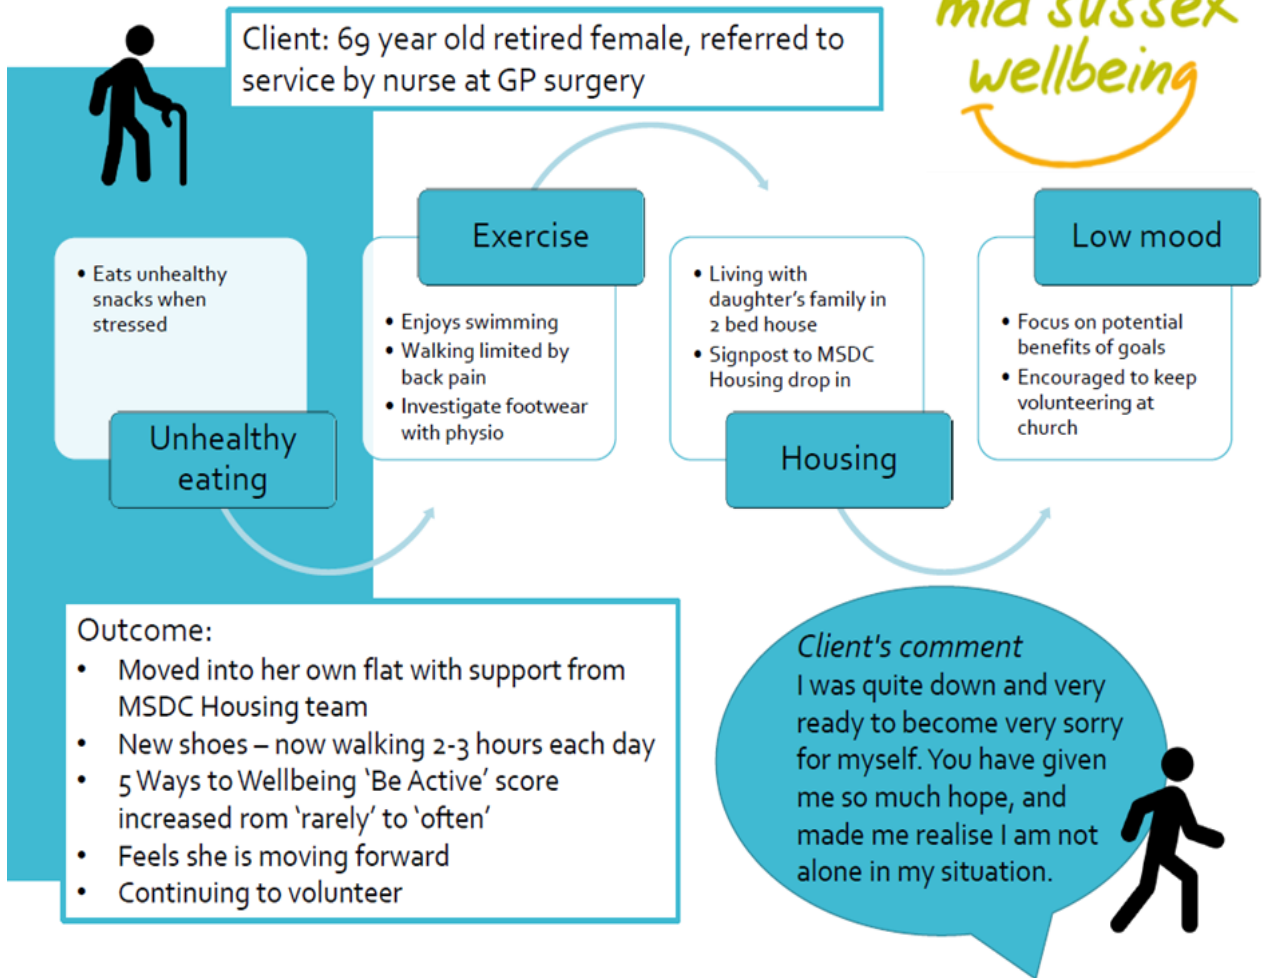 mid sussex
wellbeing
Client: 69 year old retired female, referred to
service by nurse at GP surgery
• Eats unhealthy
snacks when
stressed
Unhealthy
eating
Exercise
• Enjoys swimming
• Walking limited by
back pain
• Investigate footwear
with physio
• Living with
daughter's family in
2 bed house
• Signpost to MSDC
Housing drop in
Housing
Low mood
• Focus on potential
benefits of goals
• Encouraged to keep
volunteering at
church
Outcome:
• Moved into her own flat with support from
MSDC Housing team
• New shoes – now walking 2-3 hours each day
• 5 Ways to Wellbeing 'Be Active' score
increased rom 'rarely' to 'often'
• Feels she is moving forward
• Continuing to volunteer
Client's comment
I was quite down and very
ready to become very sorry
for myself. You have given
me so much hope, and
made me realise I am not
alone in my situation.